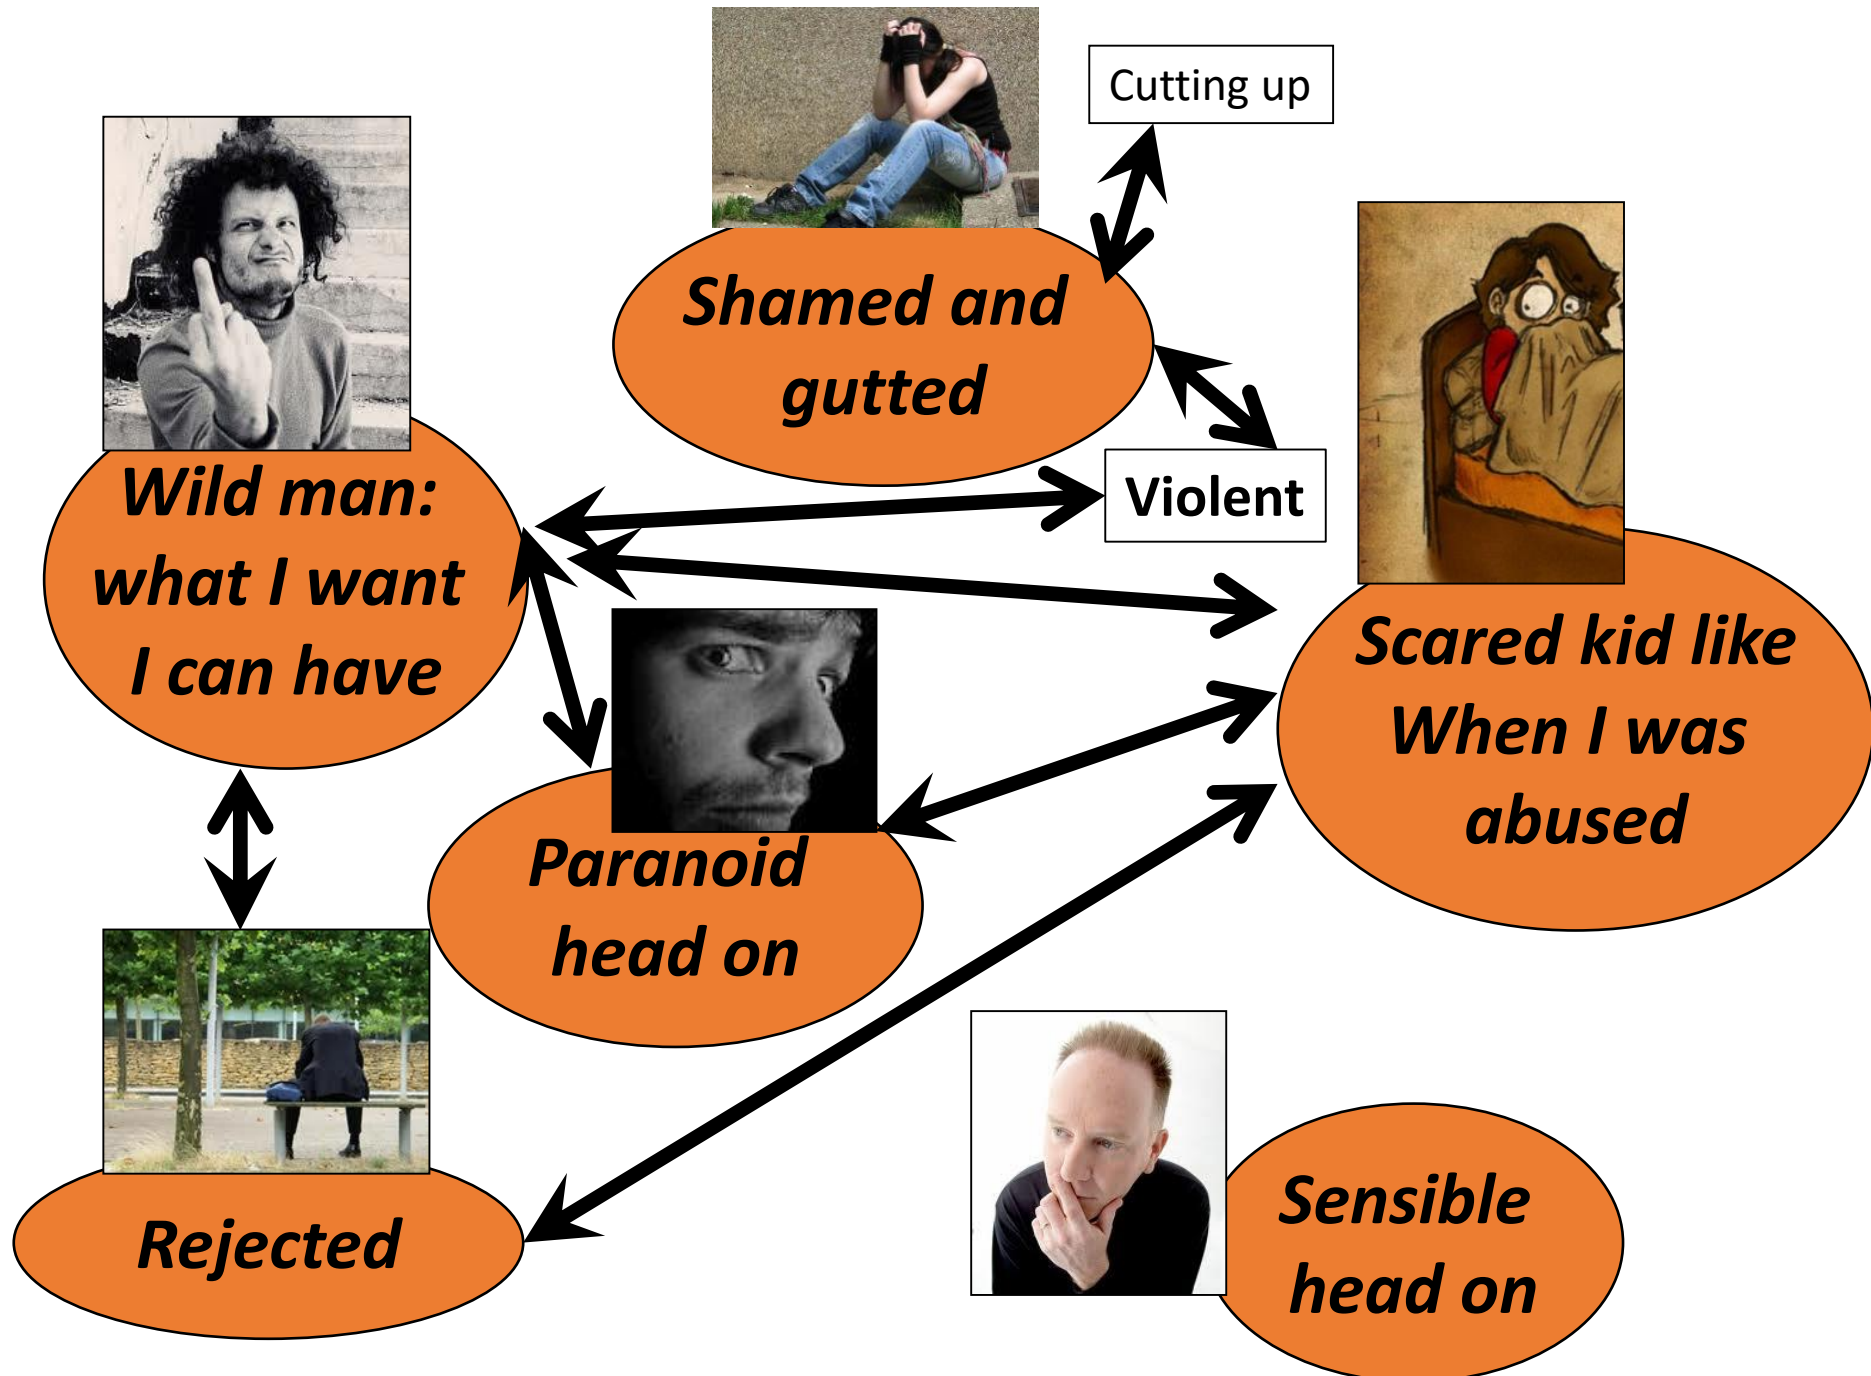 Cutting up
Shamed and
gutted
Wild man:
what I want
I can have
Violent
Scared kid like
When I was
abused
Paranoid
head on
Rejected
Sensible
head on